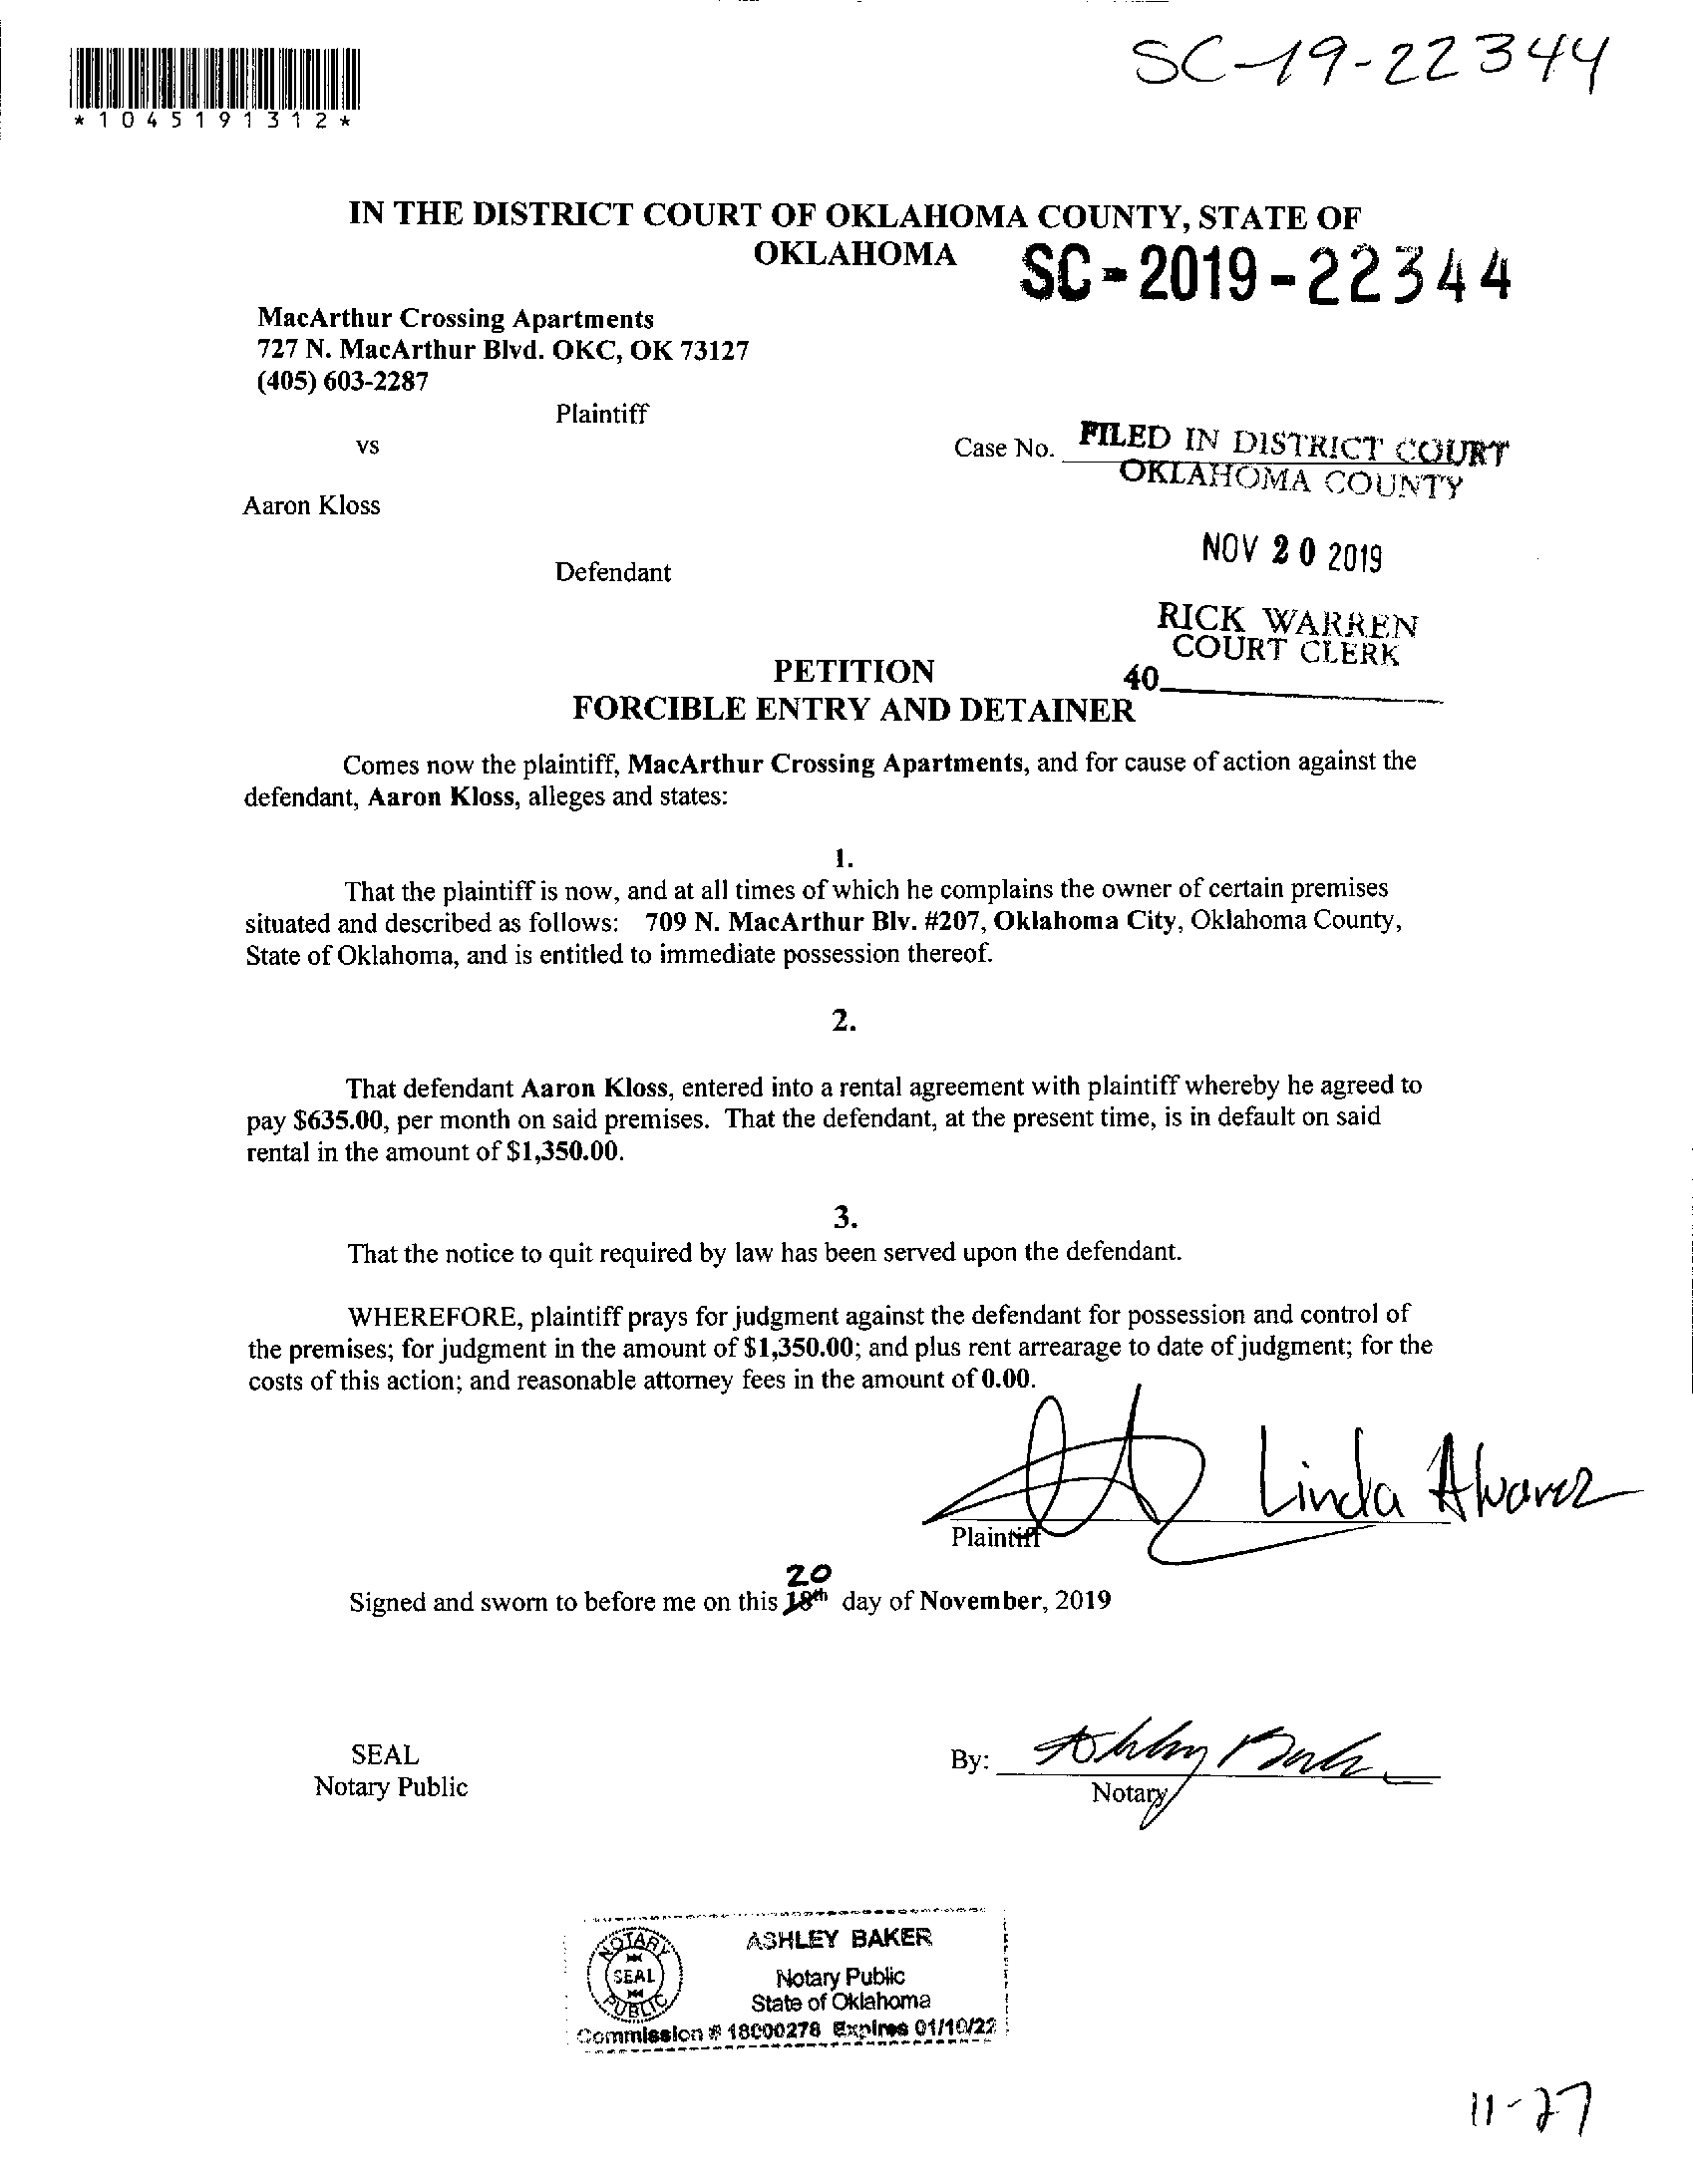 SC-19-22344
*1045191312*
IN THE DISTRICT COURT OF OKLAHOMA COUNTY, STATE OF
OKLAHOMA
SC-2019-22344
MacArthur Crossing Apartments
727 N. MacArthur Blvd. OKC, OK 73127
(405) 603-2287
Plaintiff
vs
Case No.
FILED IN DISTRICT COURT
OKLAHOMA COUNTY
Aaron Kloss
NOV 20 2019
Defendant
RICK WARREN
COURT CLERK
40
PETITION
FORCIBLE ENTRY AND DETAINER
Comes now the plaintiff, MacArthur Crossing Apartments, and for cause of action against the
defendant, Aaron Kloss, alleges and states:
1.
That the plaintiff is now, and at all times of which he complains the owner of certain premises
situated and described as follows: 709 N. MacArthur Blv. #207, Oklahoma City, Oklahoma County,
State of Oklahoma, and is entitled to immediate possession thereof.
2.
That defendant Aaron Kloss, entered into a rental agreement with plaintiff whereby he agreed to
pay $635.00, per month on said premises. That the defendant, at the present time, is in default on said
rental in the amount of $1,350.00.
3.
That the notice to quit required by law has been served upon the defendant.
WHEREFORE, plaintiff prays for judgment against the defendant for possession and control of
the premises; for judgment in the amount of $1,350.00; and plus rent arrearage to date of judgment; for the
costs of this action; and reasonable attorney fees in the amount of 0.00.
Linda Alvarez
Plaintiff
20
Signed and sworn to before me on this 18th day of November, 2019
SEAL
Notary Public
By: Ashley Baker
Notary
NOTARY
SEAL
PUBLIC
ASHLEY BAKER
Notary Public
State of Oklahoma
Commission # 18000278 Expires 01/10/22
11-27